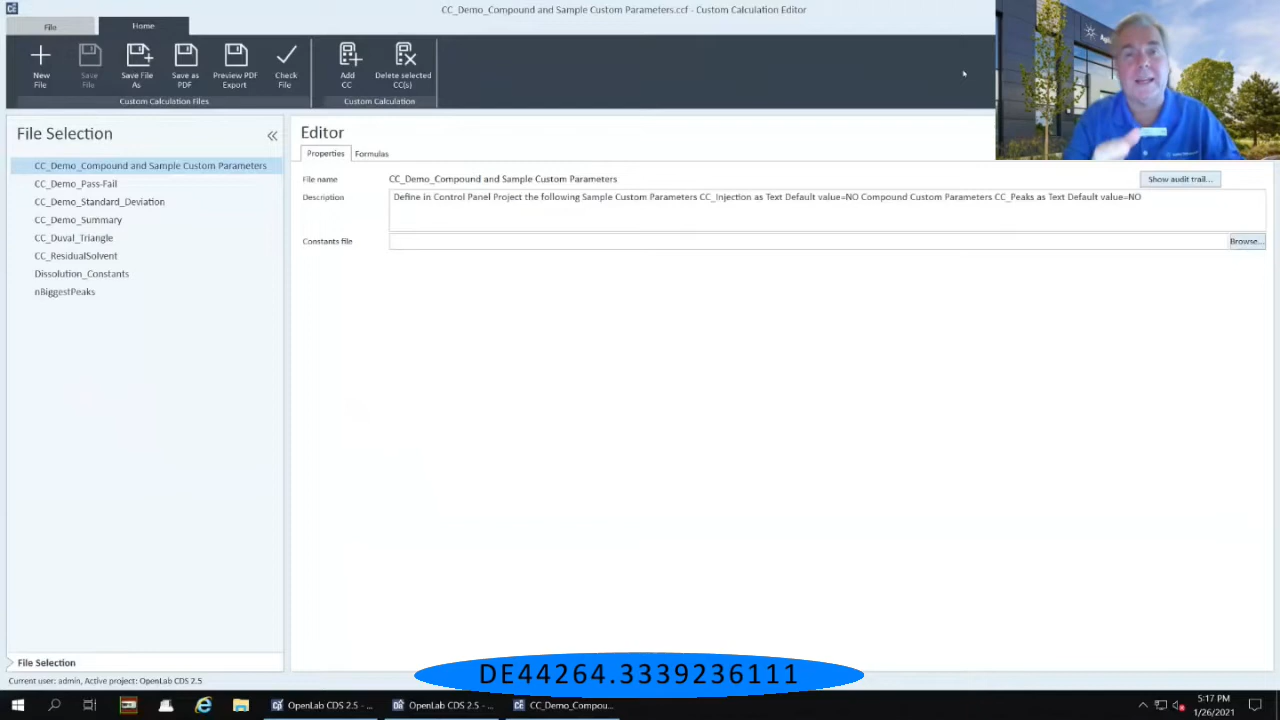 CC_Demo_Compound and Sample Custom Parameters.ccf - Custom Calculation Editor
File
Home
New File
Save File
Save File As
Save as PDF
Preview PDF Export
Check File
Custom Calculation Files
Add CC
Delete selected CC(s)
Custom Calculation
File Selection
CC_Demo_Compound and Sample Custom Parameters
CC_Demo_Pass-Fail
CC_Demo_Standard_Deviation
CC_Demo_Summary
CC_Duval_Triangle
CC_ResidualSolvent
Dissolution_Constants
nBiggestPeaks
Editor
Properties
Formulas
File name
CC_Demo_Compound and Sample Custom Parameters
Show audit trail...
Description
Define in Control Panel Project the following Sample Custom Parameters CC_Injection as Text Default value=NO Compound Custom Parameters CC_Peaks as Text Default value=NO
Constants file
Browse...
File Selection
Current user: admin, Active project: OpenLab CDS 2.5
DE44264.3339236111
OpenLab CDS 2.5 - ...
OpenLab CDS 2.5 - ...
CC_Demo_Compou...
5:17 PM
1/26/2021